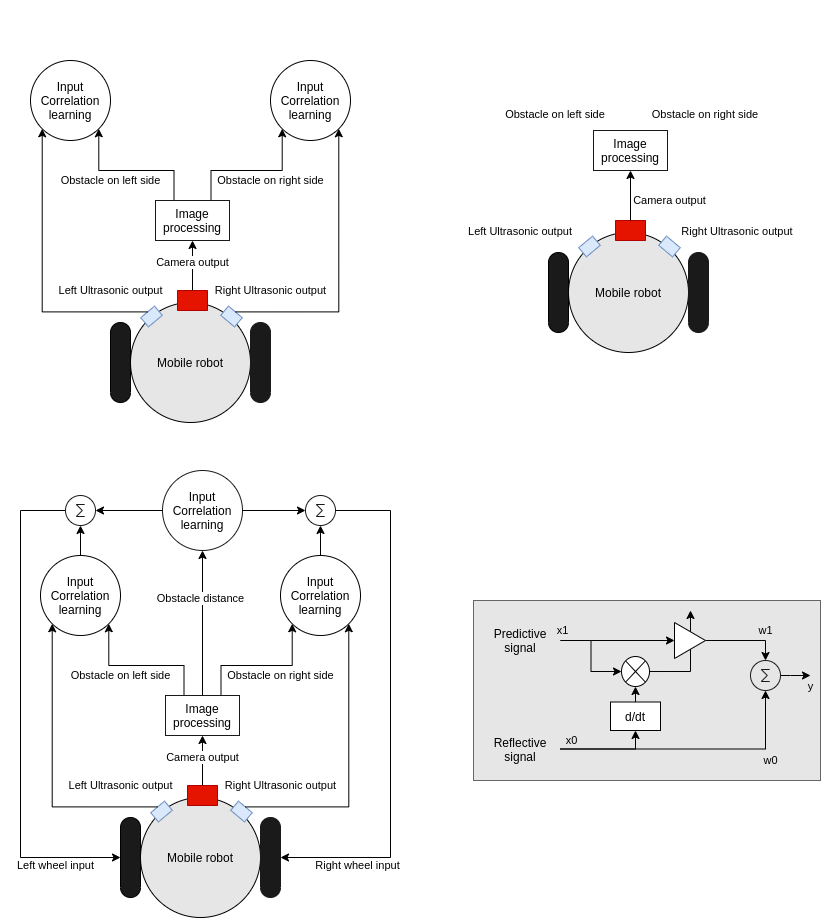 Input
Correlation
learning
Input
Correlation
learning
Obstacle on left side
Obstacle on right side
Image
processing
Camera output
Left Ultrasonic output
Right Ultrasonic output
Mobile robot
Obstacle on left side
Obstacle on right side
Image
processing
Camera output
Left Ultrasonic output
Right Ultrasonic output
Mobile robot
Input
Correlation
learning
∑
∑
Input
Correlation
learning
Input
Correlation
learning
Obstacle distance
Obstacle on left side
Obstacle on right side
Image
processing
Camera output
Left Ultrasonic output
Right Ultrasonic output
Mobile robot
Left wheel input
Right wheel input
Predictive
signal
x1
w1
∑
y
d/dt
Reflective
signal
x0
w0